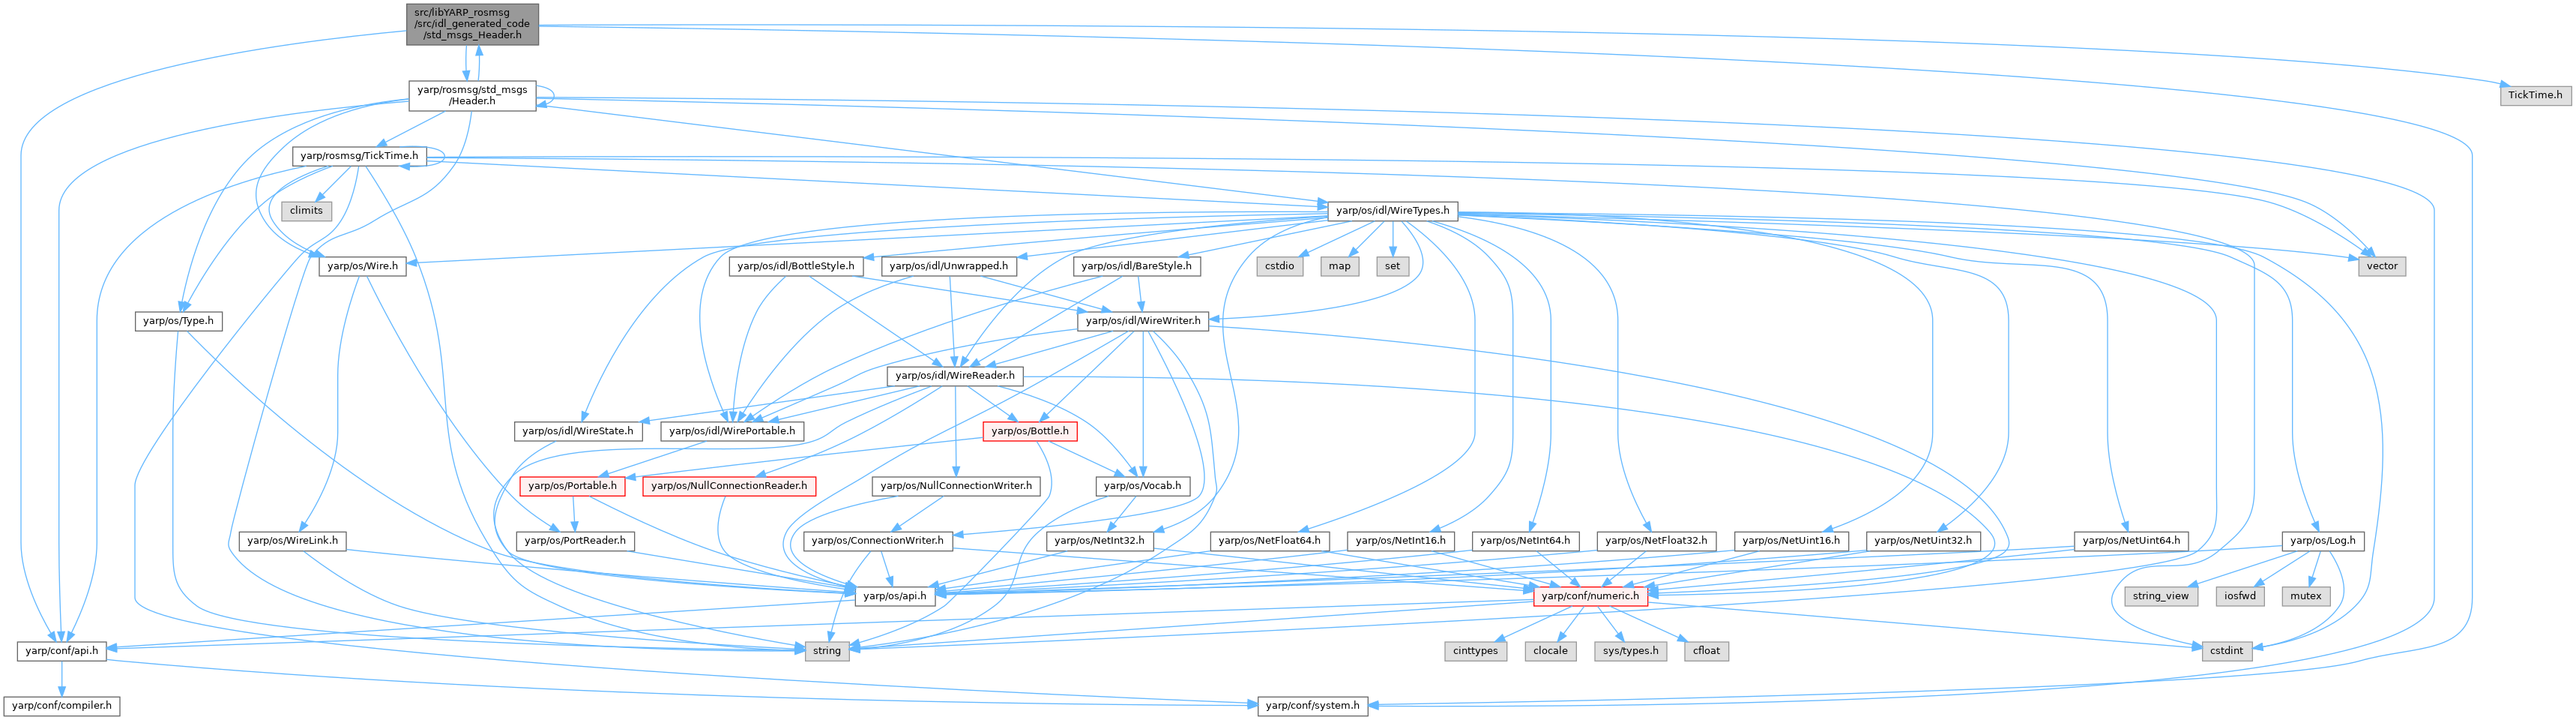 src/libYARP_rosmsg
/src/idl_generated_code
/std_msgs_Header.h
yarp/rosmsg/std_msgs
/Header.h
TickTime.h
yarp/rosmsg/TickTime.h
climits
yarp/os/idl/WireTypes.h
yarp/os/Wire.h
yarp/os/idl/BottleStyle.h
yarp/os/idl/Unwrapped.h
yarp/os/idl/BareStyle.h
cstdio
map
set
vector
yarp/os/Type.h
yarp/os/idl/WireWriter.h
yarp/os/idl/WireReader.h
yarp/os/idl/WireState.h
yarp/os/idl/WirePortable.h
yarp/os/Bottle.h
yarp/os/Portable.h
yarp/os/NullConnectionReader.h
yarp/os/NullConnectionWriter.h
yarp/os/Vocab.h
yarp/os/WireLink.h
yarp/os/PortReader.h
yarp/os/ConnectionWriter.h
yarp/os/NetInt32.h
yarp/os/NetFloat64.h
yarp/os/NetInt16.h
yarp/os/NetInt64.h
yarp/os/NetFloat32.h
yarp/os/NetUint16.h
yarp/os/NetUint32.h
yarp/os/NetUint64.h
yarp/os/Log.h
yarp/os/api.h
yarp/conf/numeric.h
string_view
iosfwd
mutex
yarp/conf/api.h
string
cinttypes
clocale
sys/types.h
cfloat
cstdint
yarp/conf/compiler.h
yarp/conf/system.h